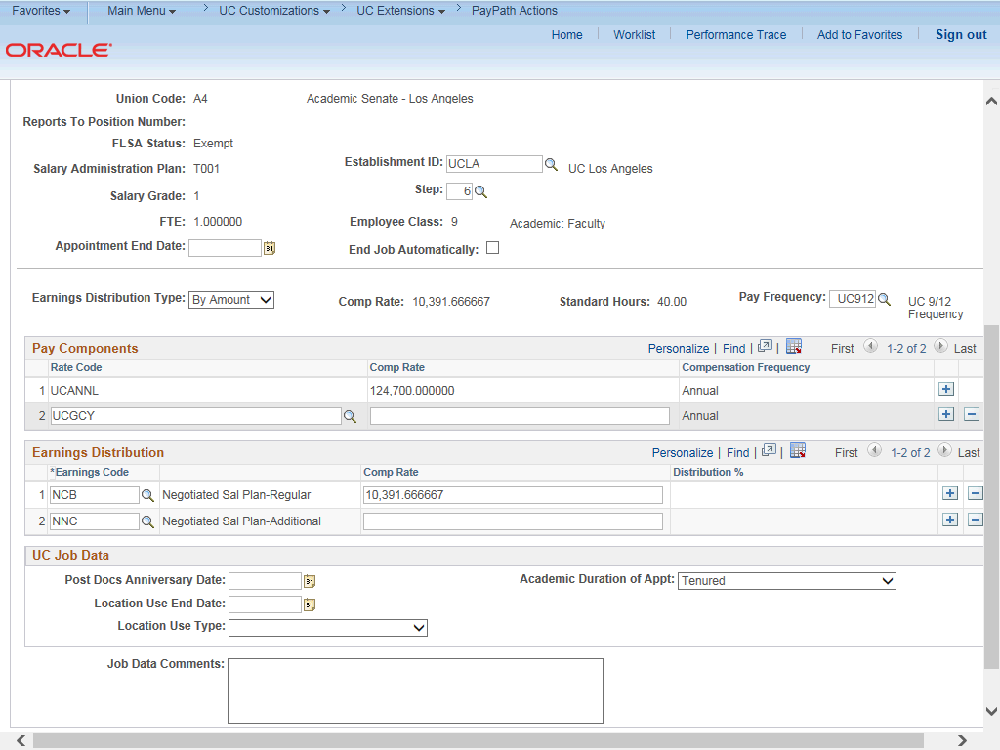 Favorites Main Menu > UC Customizations > UC Extensions > PayPath Actions
Home Worklist Performance Trace Add to Favorites Sign out
ORACLE
Union Code: A4 Academic Senate - Los Angeles
Reports To Position Number:
FLSA Status: Exempt
Salary Administration Plan: T001 Establishment ID: UCLA UC Los Angeles
Salary Grade: 1 Step: 6
FTE: 1.000000 Employee Class: 9 Academic: Faculty
Appointment End Date: 31 End Job Automatically:
Earnings Distribution Type: By Amount Comp Rate: 10,391.666667 Standard Hours: 40.00 Pay Frequency: UC912 UC 9/12
Frequency
Pay Components Personalize | Find | | First 1-2 of 2 Last
Rate Code Comp Rate Compensation Frequency
1 UCANNL 124,700.000000 Annual
2 UCGCY Annual
Earnings Distribution Personalize | Find | | First 1-2 of 2 Last
*Earnings Code Comp Rate Distribution %
1 NCB Negotiated Sal Plan-Regular 10,391.666667
2 NNC Negotiated Sal Plan-Additional
UC Job Data
Post Docs Anniversary Date: 31 Academic Duration of Appt: Tenured
Location Use End Date: 31
Location Use Type:
Job Data Comments: